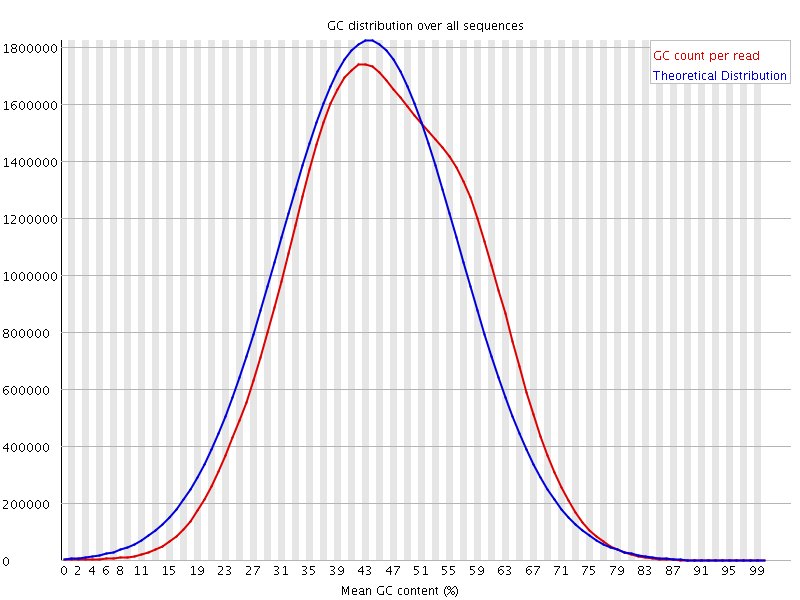 GC distribution over all sequences
GC count per read
Theoretical Distribution
1800000
1600000
1400000
1200000
1000000
800000
600000
400000
200000
0
0 2 4 6 8 11 15 19 23 27 31 35 39 43 47 51 55 59 63 67 71 75 79 83 87 91 95 99
Mean GC content (%)